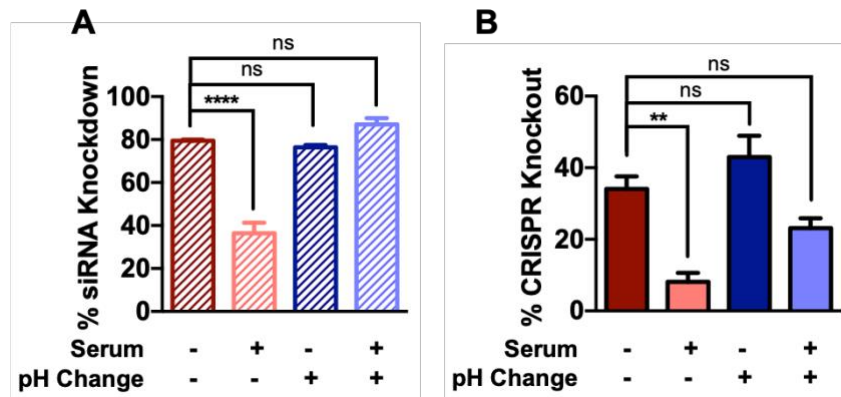 A
ns
ns
****
% siRNA Knockdown
100
80
60
40
20
0
Serum - + - +
pH Change - - + +
B
ns
ns
**
% CRISPR Knockout
60
40
20
0
Serum - + - +
pH Change - - + +